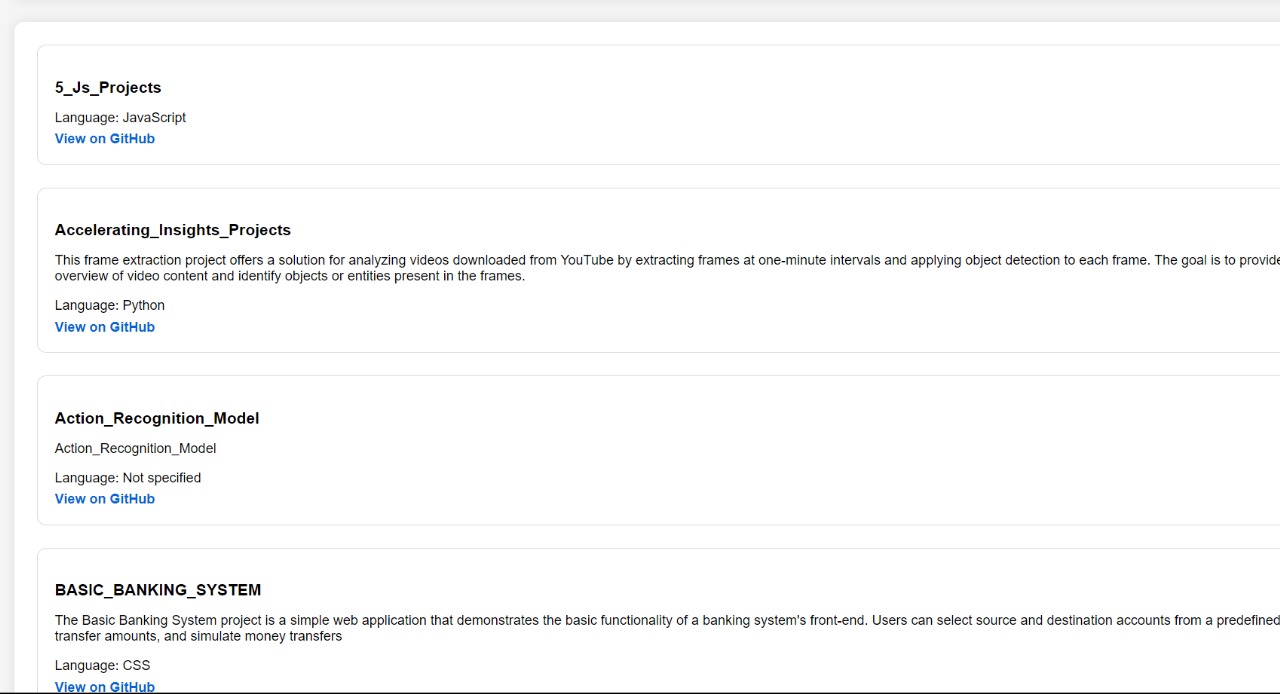 5_Js_Projects
Language: JavaScript
View on GitHub
Accelerating_Insights_Projects
This frame extraction project offers a solution for analyzing videos downloaded from YouTube by extracting frames at one-minute intervals and applying object detection to each frame. The goal is to provide
overview of video content and identify objects or entities present in the frames.
Language: Python
View on GitHub
Action_Recognition_Model
Action_Recognition_Model
Language: Not specified
View on GitHub
BASIC_BANKING_SYSTEM
The Basic Banking System project is a simple web application that demonstrates the basic functionality of a banking system's front-end. Users can select source and destination accounts from a predefined
transfer amounts, and simulate money transfers
Language: CSS
View on GitHub